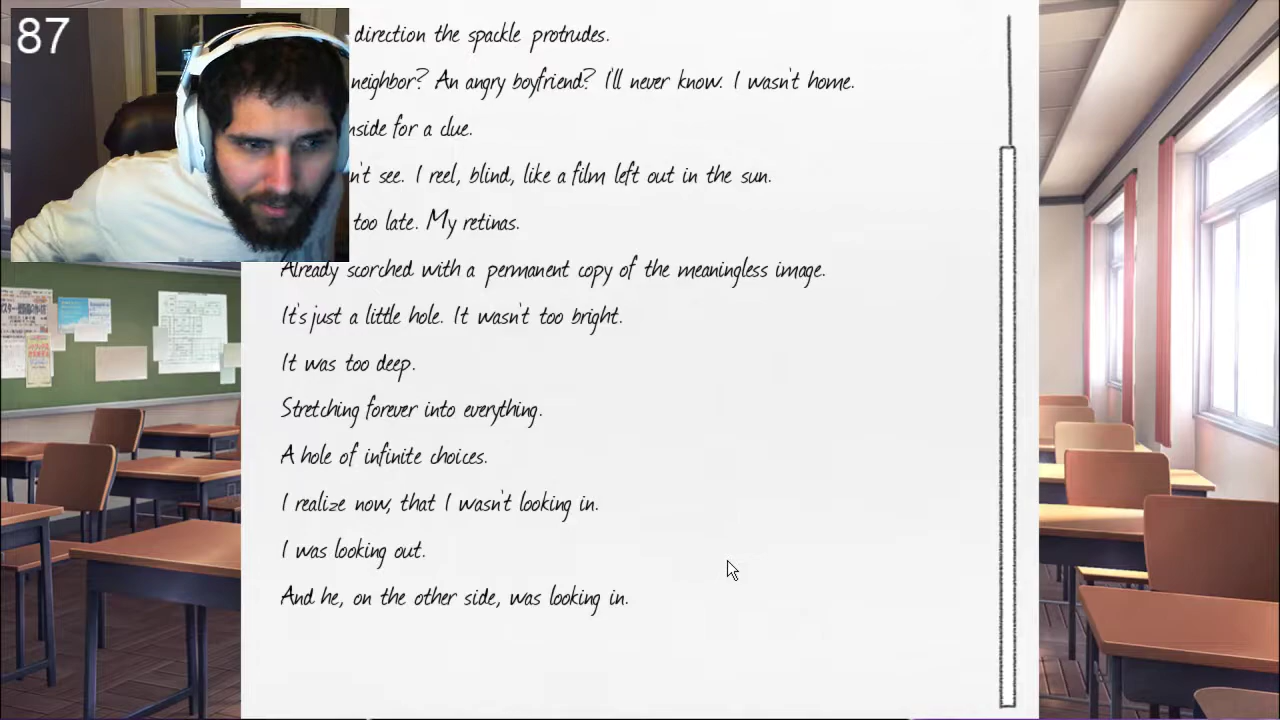 87
direction the spackle protrudes.
neighbor? An angry boyfriend? I'll never know. I wasn't home.
nside for a clue.
n't see. I reel, blind, like a film left out in the sun.
too late. My retinas.
Already scorched with a permanent copy of the meaningless image.
It's just a little hole. It wasn't too bright.
It was too deep.
Stretching forever into everything.
A hole of infinite choices.
I realize now, that I wasn't looking in.
I was looking out.
And he, on the other side, was looking in.